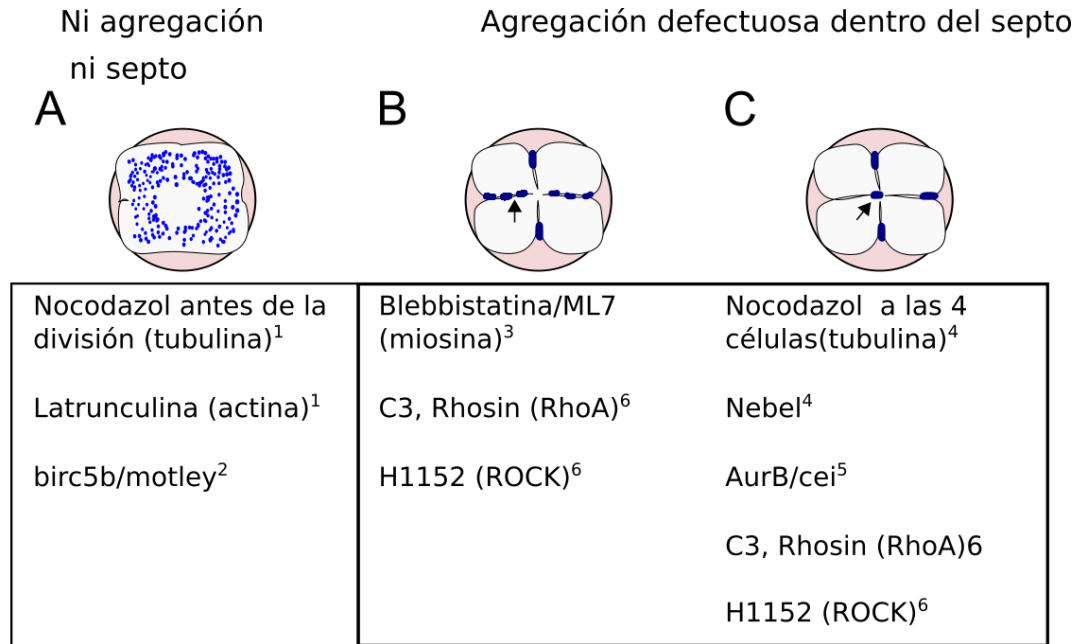 Ni agregación
ni septo
Agregación defectuosa dentro del septo
A
B
C
Nocodazol antes de la
división (tubulina)¹
Latrunculina (actina)¹
birc5b/motley²
Blebbistatina/ML7
(miosina)³
C3, Rhosin (RhoA)⁶
H1152 (ROCK)⁶
Nocodazol  a las 4
células(tubulina)⁴
Nebel⁴
AurB/cei⁵
C3, Rhosin (RhoA)6
H1152 (ROCK)⁶